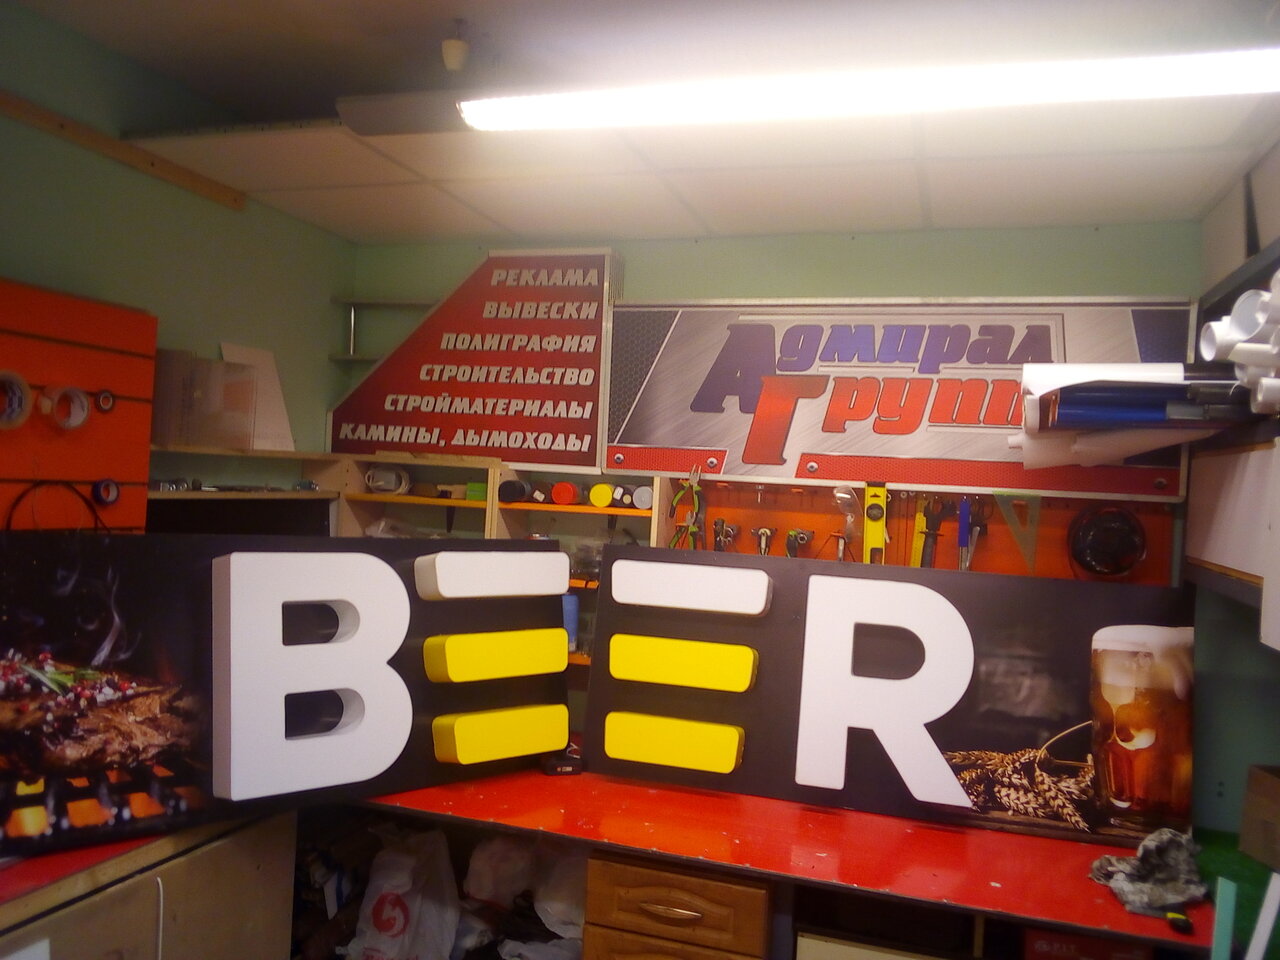 РЕКЛАМА
ВЫВЕСКИ
ПОЛИГРАФИЯ
СТРОИТЕЛЬСТВО
СТРОЙМАТЕРИАЛЫ
КАМИНЫ, ДЫМОХОДЫ
Адмирал
Групп
BEER
P.I.T.